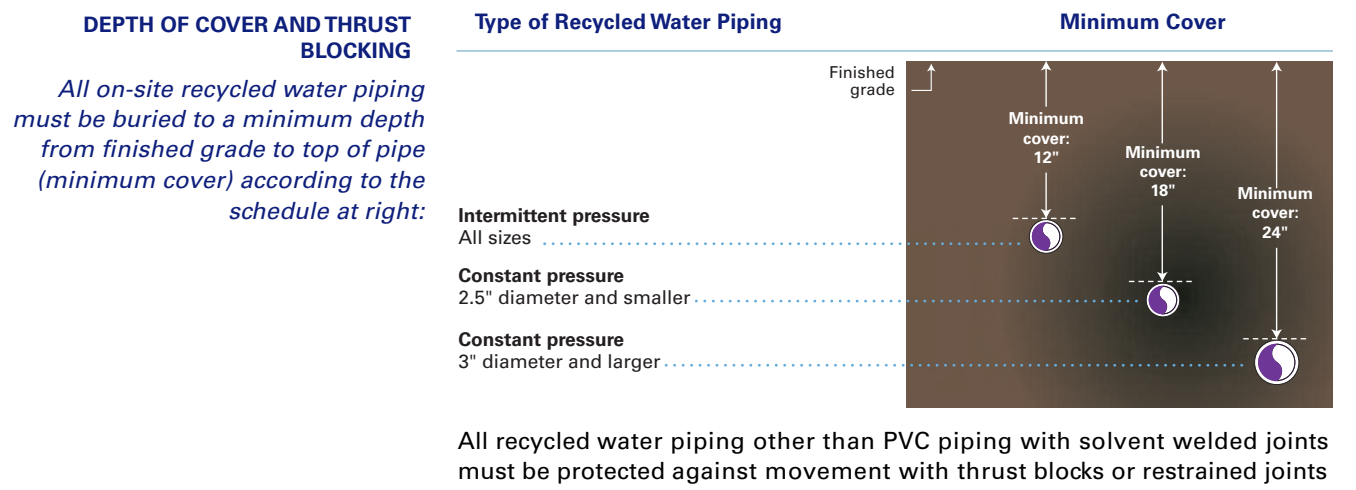 DEPTH OF COVER AND THRUST
BLOCKING
All on-site recycled water piping
must be buried to a minimum depth
from finished grade to top of pipe
(minimum cover) according to the
schedule at right:
Type of Recycled Water Piping
Minimum Cover
Finished
grade
Minimum
cover:
12"
Minimum
cover:
18"
Minimum
cover:
24"
Intermittent pressure
All sizes
Constant pressure
2.5" diameter and smaller
Constant pressure
3" diameter and larger
All recycled water piping other than PVC piping with solvent welded joints
must be protected against movement with thrust blocks or restrained joints